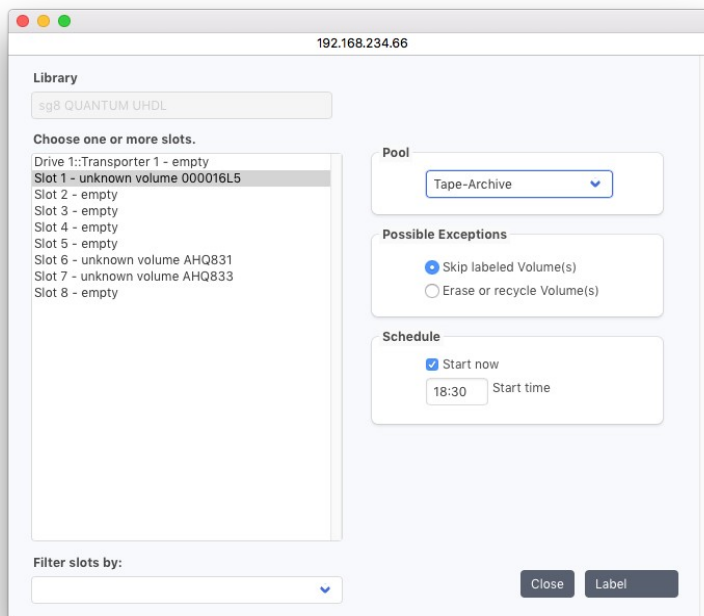 192.168.234.66
Library
sg8 QUANTUM UHDL
Choose one or more slots.
Drive 1::Transporter 1 - empty
Slot 1 - unknown volume 000016L5
Slot 2 - empty
Slot 3 - empty
Slot 4 - empty
Slot 5 - empty
Slot 6 - unknown volume AHQ831
Slot 7 - unknown volume AHQ833
Slot 8 - empty
Filter slots by:
Pool
Tape-Archive
Possible Exceptions
Skip labeled Volume(s)
Erase or recycle Volume(s)
Schedule
Start now
18:30 Start time
Close Label